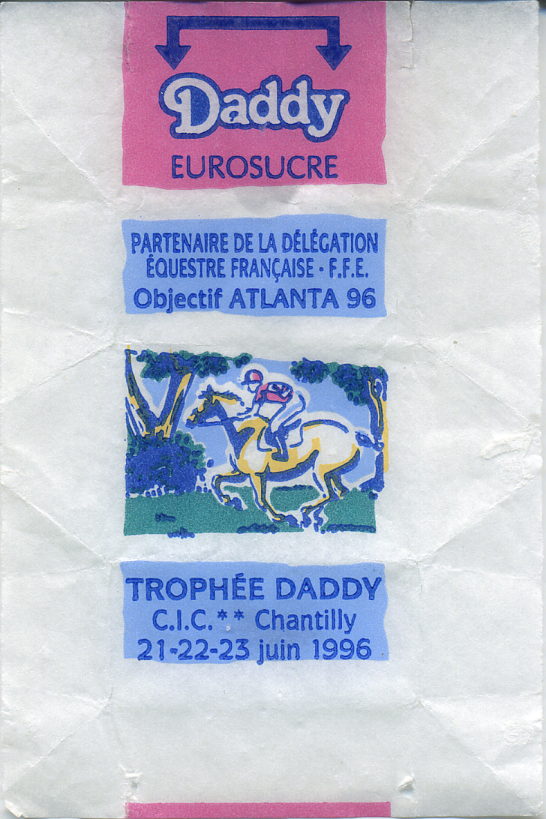 Daddy
EUROSUCRE
PARTENAIRE DE LA DÉLÉGATION
ÉQUESTRE FRANÇAISE · F.F.E.
Objectif ATLANTA 96
TROPHÉE DADDY
C.I.C.** Chantilly
21-22-23 juin 1996